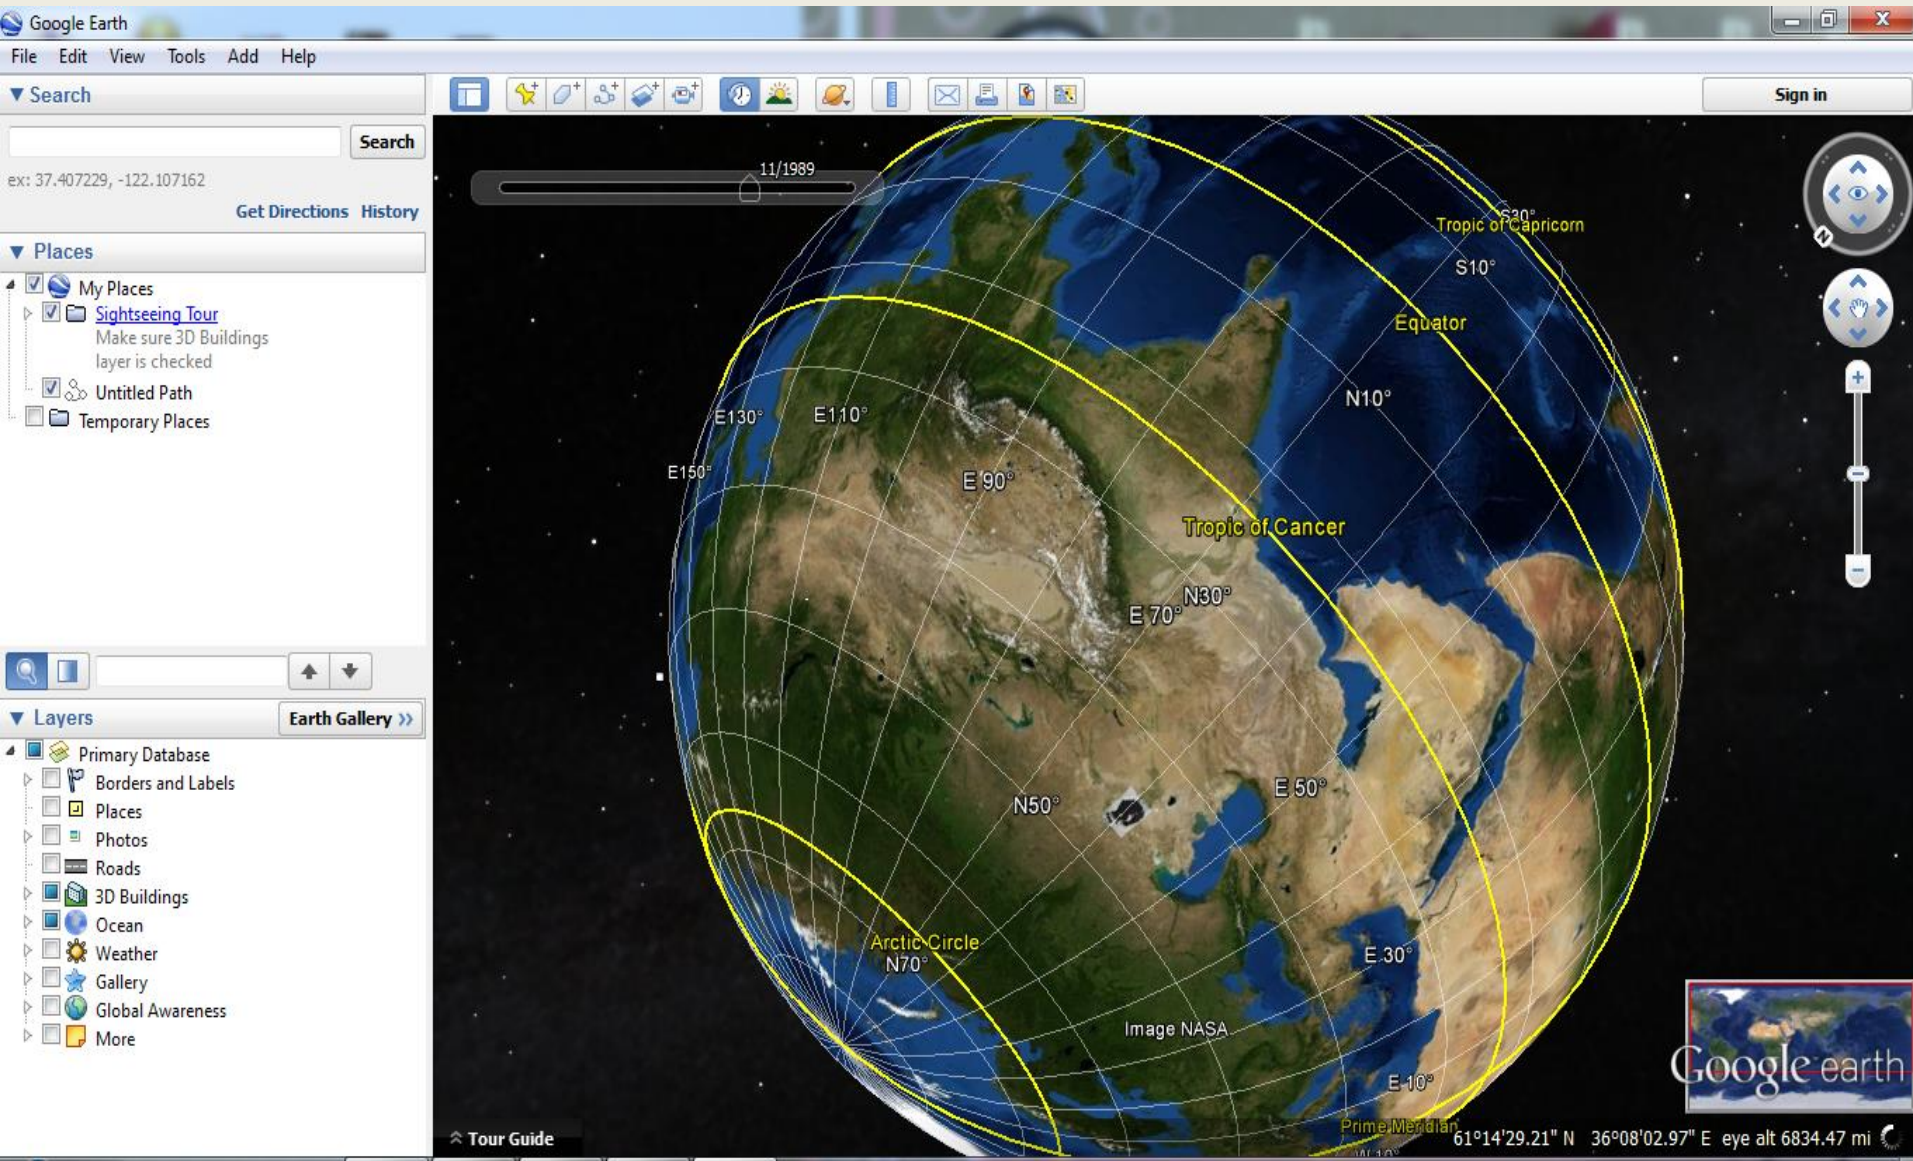 Google Earth
File Edit View Tools Add Help
Search
Sign in
Search
ex: 37.407229, -122.107162
Get Directions History
Places
My Places
Sightseeing Tour
Make sure 3D Buildings
layer is checked
Untitled Path
Temporary Places
Layers
Earth Gallery »
Primary Database
Borders and Labels
Places
Photos
Roads
3D Buildings
Ocean
Weather
Gallery
Global Awareness
More
11/1989
S30°
Tropic of Capricorn
S10°
Equator
N10°
E130° E110°
E150°
E 90°
Tropic of Cancer
N30°
E 70°
E 50°
N50°
Arctic Circle
N70°
E 30°
Image NASA
E 10°
Prime Meridian
W 10°
N
Google earth
Tour Guide
61°14'29.21" N 36°08'02.97" E eye alt 6834.47 mi